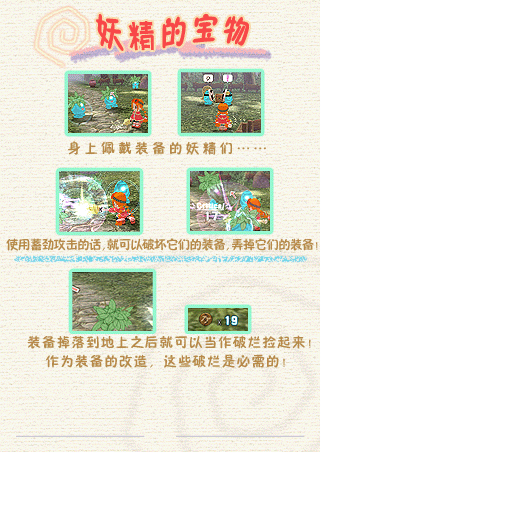 妖精的宝物
身上佩戴装备的妖精们……
使用蓄劲攻击的话,就可以破坏它们的装备,弄掉它们的装备!
19
装备掉落到地上之后就可以当作破烂捡起来!
作为装备的改造，这些破烂是必需的!